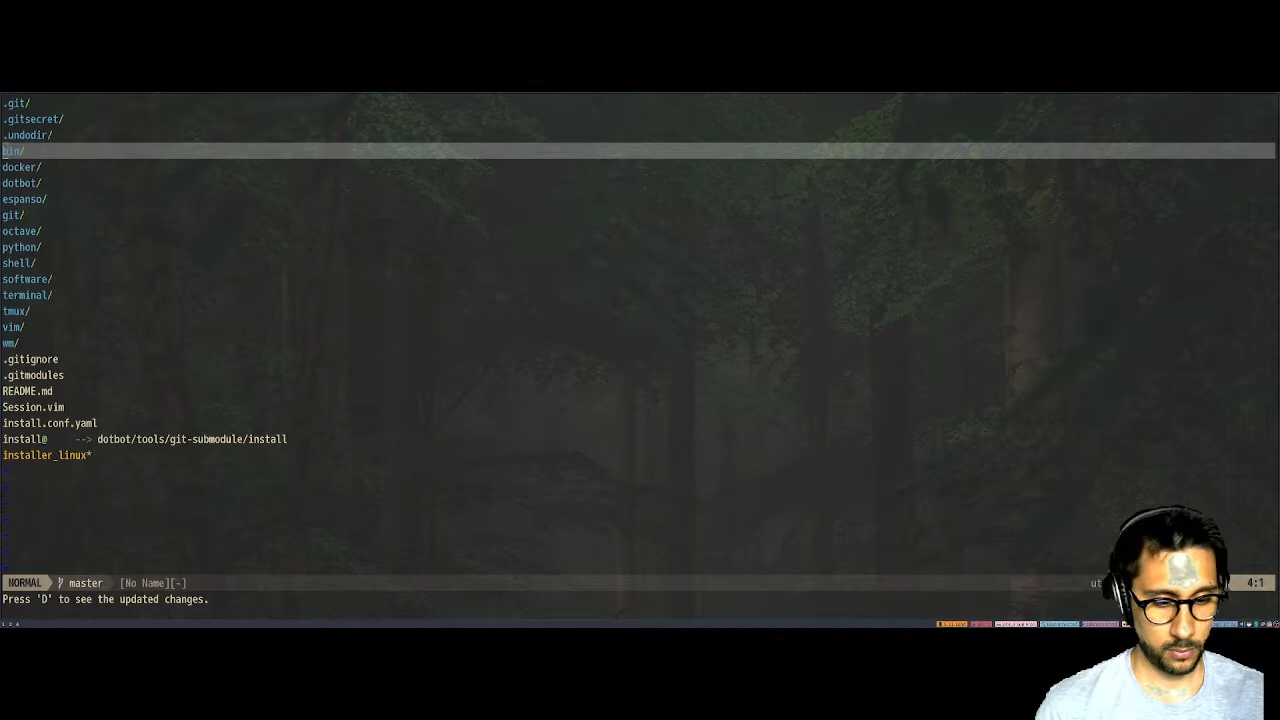 .git/
.gitsecret/
.undodir/
bin/
docker/
dotbot/
espanso/
git/
octave/
python/
shell/
software/
terminal/
tmux/
vim/
wm/
.gitignore
.gitmodules
README.md
Session.vim
install.conf.yaml
install@ --> dotbot/tools/git-submodule/install
installer_linux*
~
~
~
~
~
~
~
NORMAL master [No Name][-] ut 4:1
Press 'D' to see the updated changes.